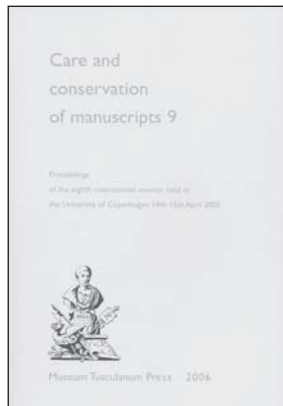 Care and
conservation
of manuscripts 9
Proceedings
of the eighth international seminar held at
the University of Copenhagen 14th-15th April 2005
Museum Tusculanum Press · 2006